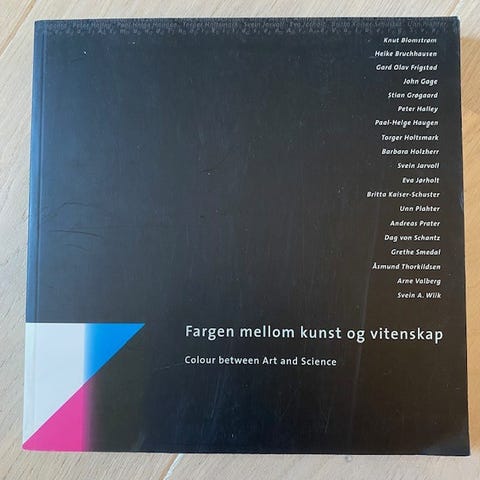 Knut Blomstrøm
Heike Bruchhausen
Gard Olav Frigstad
John Gage
Stian Grøgaard
Peter Halley
Paal-Helge Haugen
Torger Holtsmark
Barbara Holzherr
Svein Jarvoll
Eva Jørholt
Britta Kaiser-Schuster
Unn Plahter
Andreas Prater
Dag von Schantz
Grethe Smedal
Åsmund Thorkildsen
Arne Valberg
Svein A. Wiik
Fargen mellom kunst og vitenskap
Colour between Art and Science